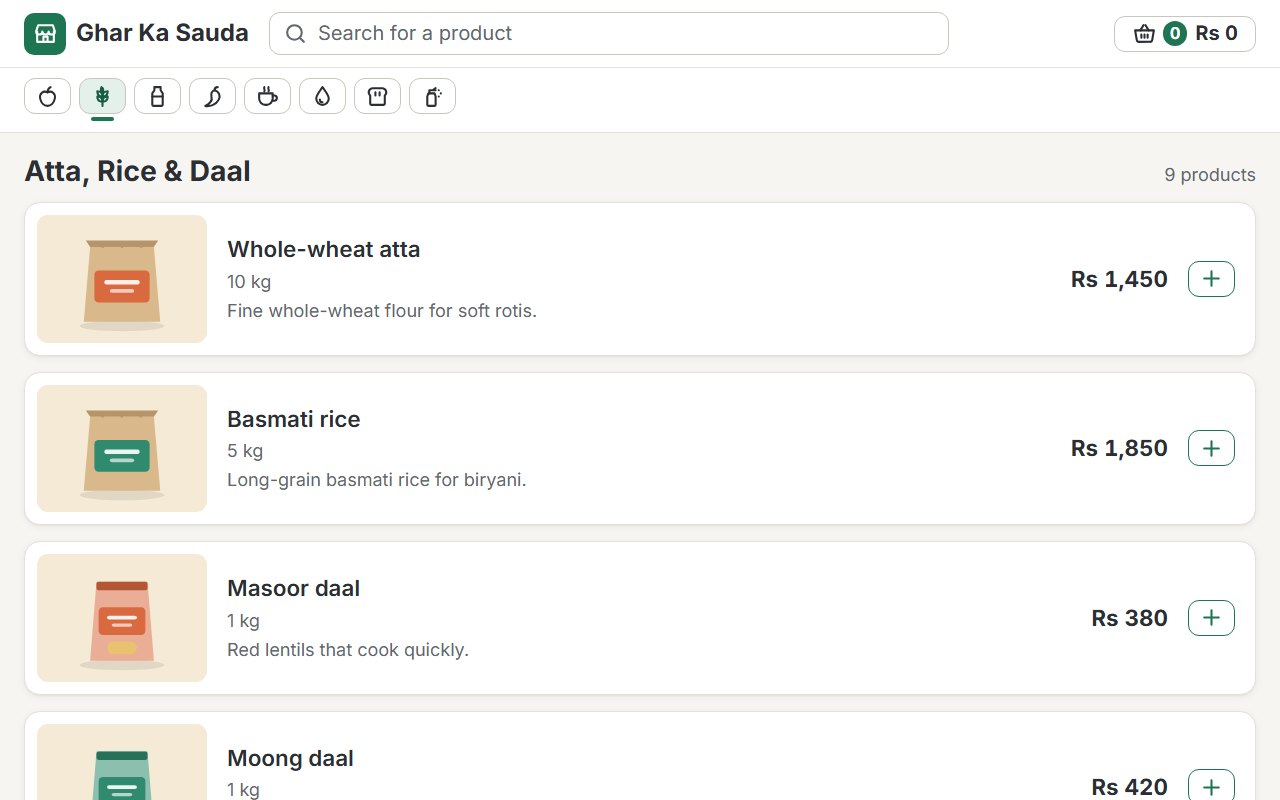 Ghar Ka Sauda
Search for a product
0 Rs 0
Atta, Rice & Daal
9 products
Whole-wheat atta
10 kg
Fine whole-wheat flour for soft rotis.
Rs 1,450
Basmati rice
5 kg
Long-grain basmati rice for biryani.
Rs 1,850
Masoor daal
1 kg
Red lentils that cook quickly.
Rs 380
Moong daal
1 kg
Rs 420